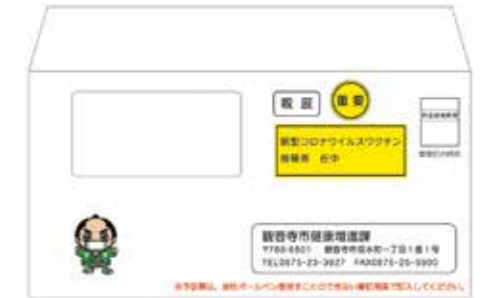 親展
重要
新型コロナウイルスワクチン
接種券 在中
観音寺市健康増進課
〒768-8601 観音寺市坂本町一丁目1番1号
TEL0875-23-3927 FAX0875-25-5900